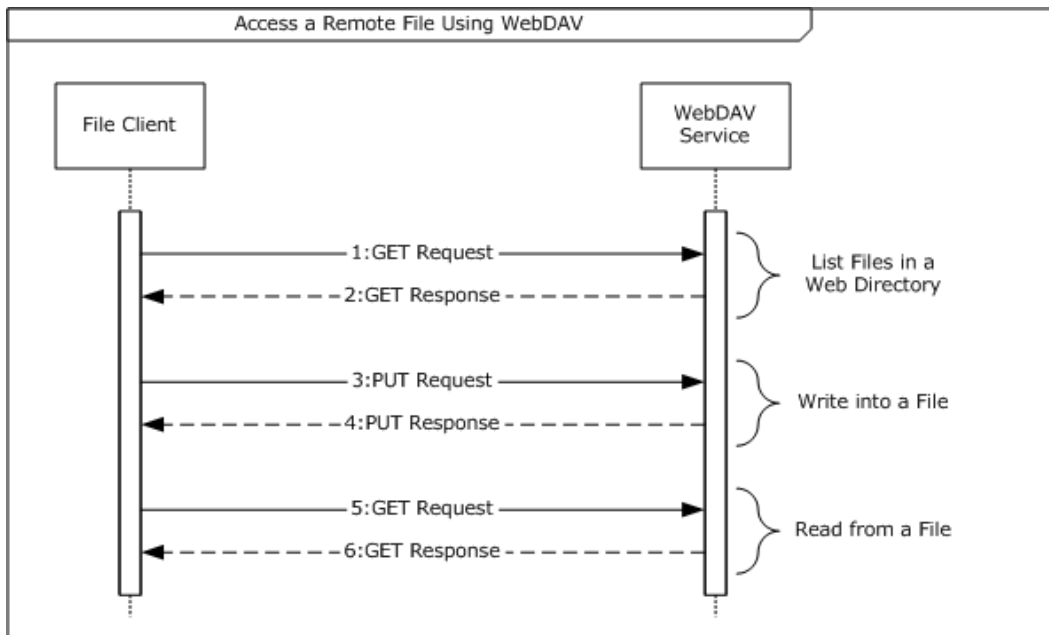 Access a Remote File Using WebDAV
File Client
WebDAV
Service
1:GET Request
List Files in a
Web Directory
2:GET Response
3:PUT Request
Write into a File
4:PUT Response
5:GET Request
Read from a File
6:GET Response